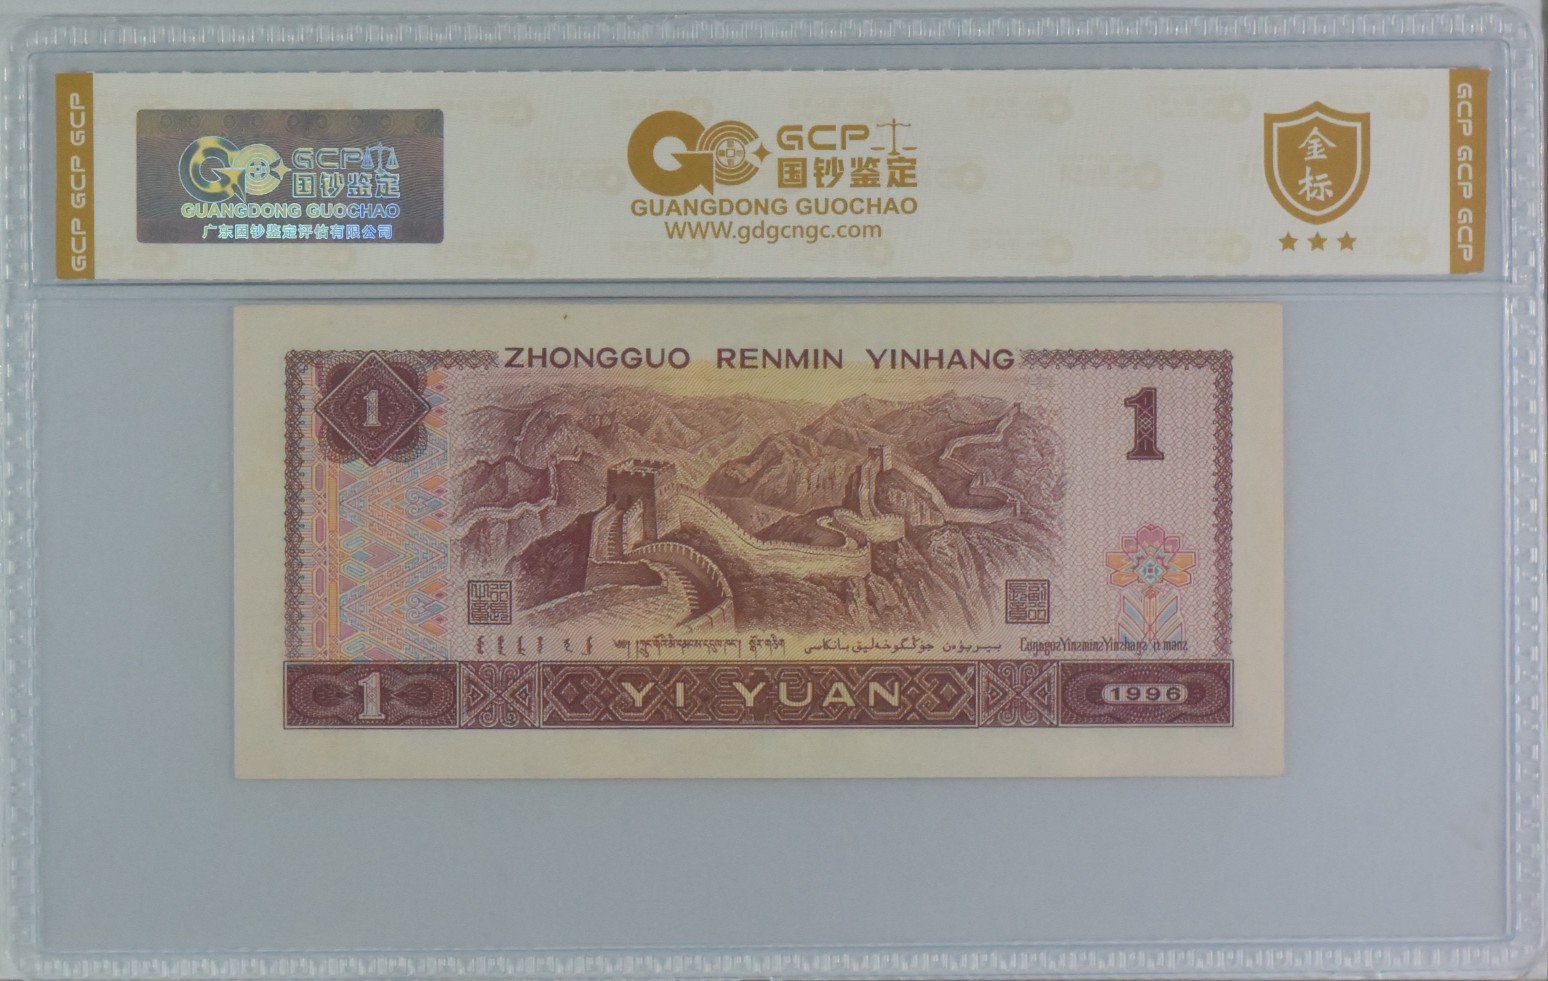 GCP GCP GCP
GCP 国钞鉴定
GUANGDONG GUOCHAO
广东国钞鉴定评估有限公司
GCP
国钞鉴定
GUANGDONG GUOCHAO
WWW.gdgcngc.com
金标
GCP GCP GCP
ZHONGGUO RENMIN YINHANG
1
1
1 YI YUAN 1996